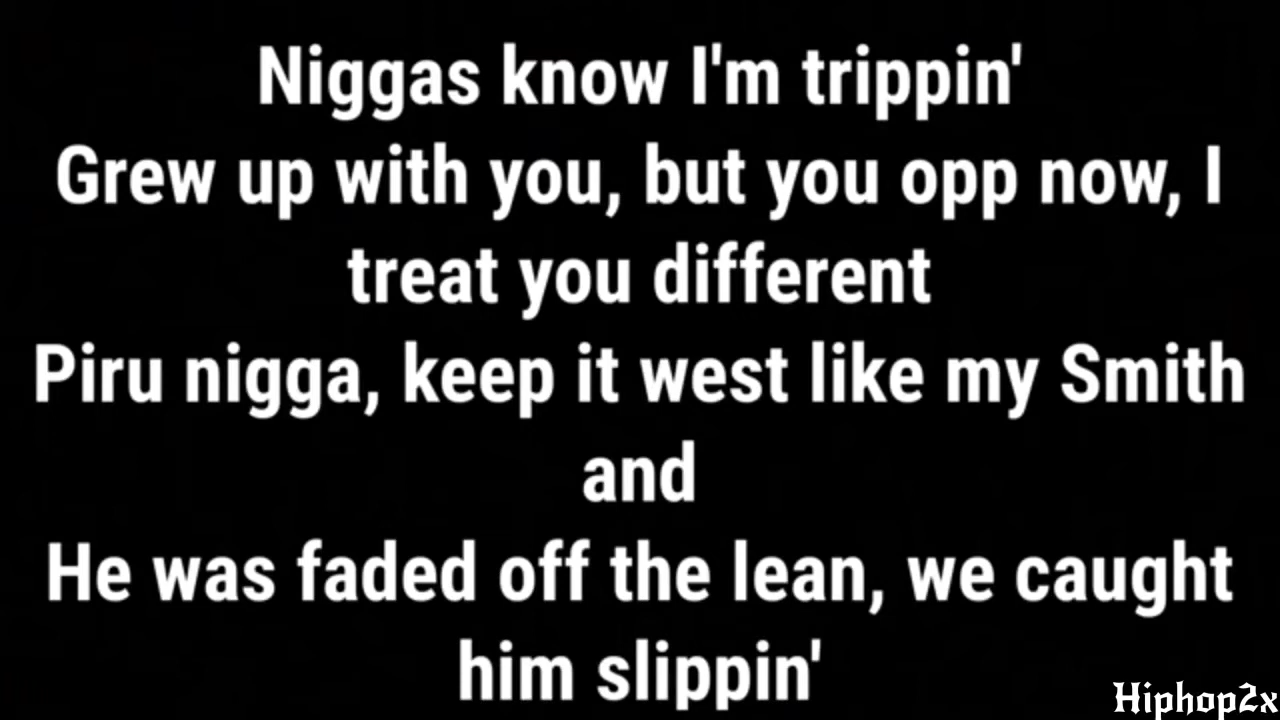 Niggas know I'm trippin'
Grew up with you, but you opp now, I
treat you different
Piru nigga, keep it west like my Smith
and
He was faded off the lean, we caught
him slippin'
Hiphop2x